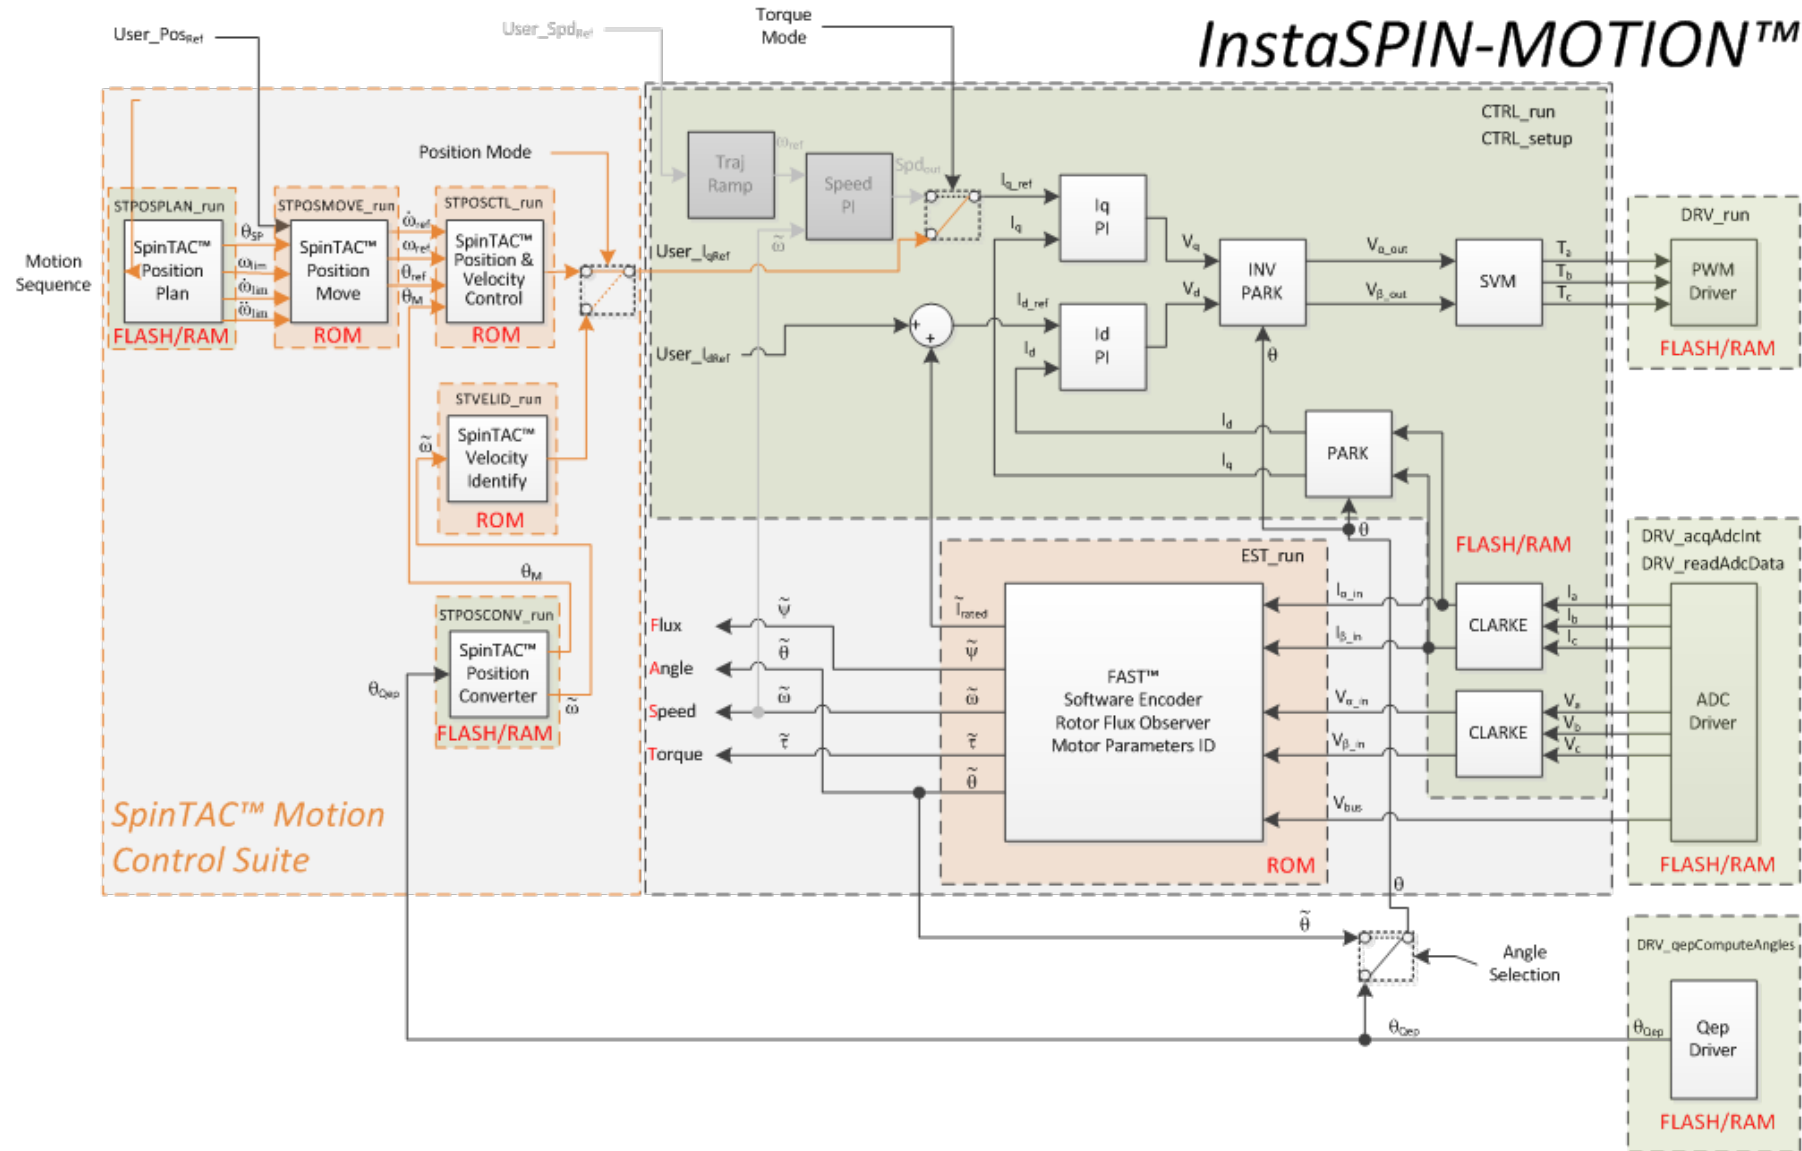 InstaSPIN-MOTION™
User_PosRef
User_SpdRef
Torque
Mode
CTRL_run
CTRL_setup
Position Mode
Traj
Ramp
ωref
Speed
PI
Spdout
ω̃
Iq_ref
Iq
Iq
PI
User_IqRef
Motion
Sequence
STPOSPLAN_run
SpinTAC™
Position
Plan
FLASH/RAM
θSP
ωlim
ω̇lim
ω̈lim
STPOSMOVE_run
SpinTAC™
Position
Move
ROM
ω̇ref
ωref
θref
θM
STPOSCTL_run
SpinTAC™
Position &
Velocity
Control
ROM
Vq
Vd
INV
PARK
Vα_out
Vβ_out
SVM
Ta
Tb
Tc
DRV_run
PWM
Driver
FLASH/RAM
User_IdRef
+
+
Id_ref
Id
Id
PI
θ
STVELID_run
SpinTAC™
Velocity
Identify
ROM
ω̃
Id
Iq
PARK
θ
θM
STPOSCONV_run
SpinTAC™
Position
Converter
FLASH/RAM
θQep
ω̃
SpinTAC™ Motion
Control Suite
Flux
Angle
Speed
Torque
ψ̃
θ̃
ω̃
τ̃
EST_run
Ĩrated
ψ̃
ω̃
τ̃
θ̃
FAST™
Software Encoder
Rotor Flux Observer
Motor Parameters ID
ROM
Iα_in
Iβ_in
Vα_in
Vβ_in
Vbus
FLASH/RAM
CLARKE
CLARKE
Ia
Ib
Ic
Va
Vb
Vc
DRV_acqAdcInt
DRV_readAdcData
ADC
Driver
FLASH/RAM
θ
θ̃
Angle
Selection
θQep
DRV_qepComputeAngles
θQep
Qep
Driver
FLASH/RAM